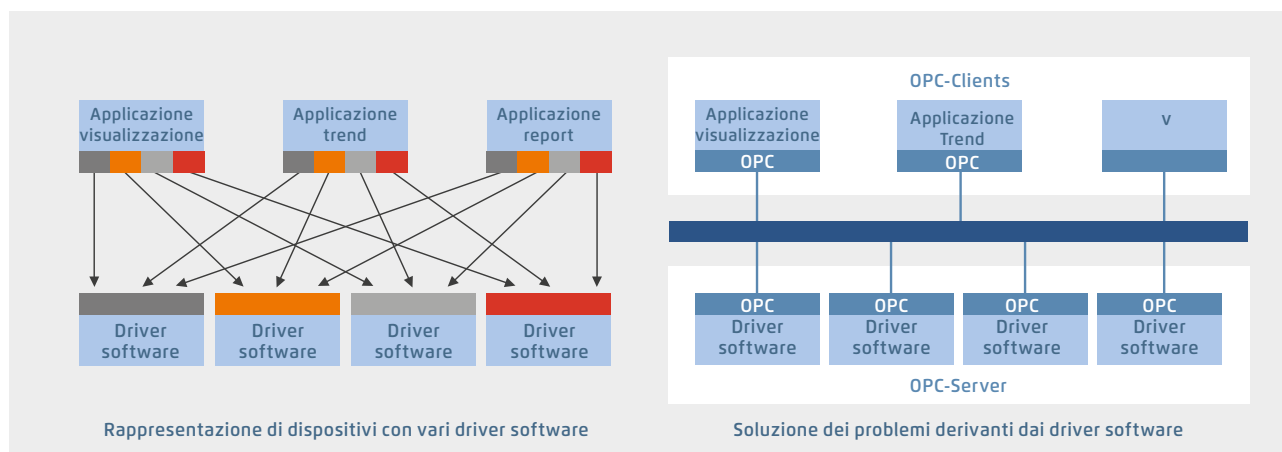 Applicazione
visualizzazione
Applicazione
trend
Applicazione
report
Driver
software
Driver
software
Driver
software
Driver
software
Rappresentazione di dispositivi con vari driver software
OPC-Clients
Applicazione
visualizzazione
OPC
Applicazione
Trend
OPC
v
OPC
Driver
software
OPC
Driver
software
OPC
Driver
software
OPC
Driver
software
OPC-Server
Soluzione dei problemi derivanti dai driver software